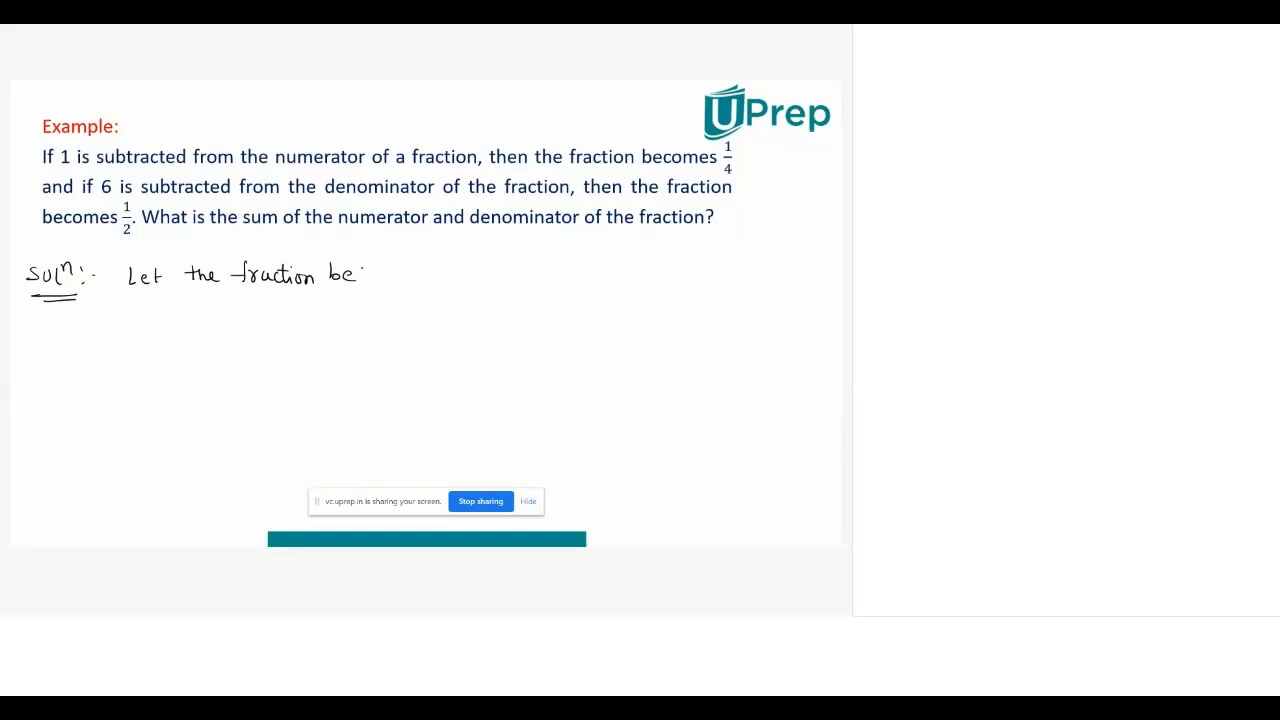 UPrep
Example:
If 1 is subtracted from the numerator of a fraction, then the fraction becomes 1/4
and if 6 is subtracted from the denominator of the fraction, then the fraction
becomes 1/2. What is the sum of the numerator and denominator of the fraction?
Solⁿ:- Let the fraction be
vc.uprep.in is sharing your screen. Stop sharing Hide